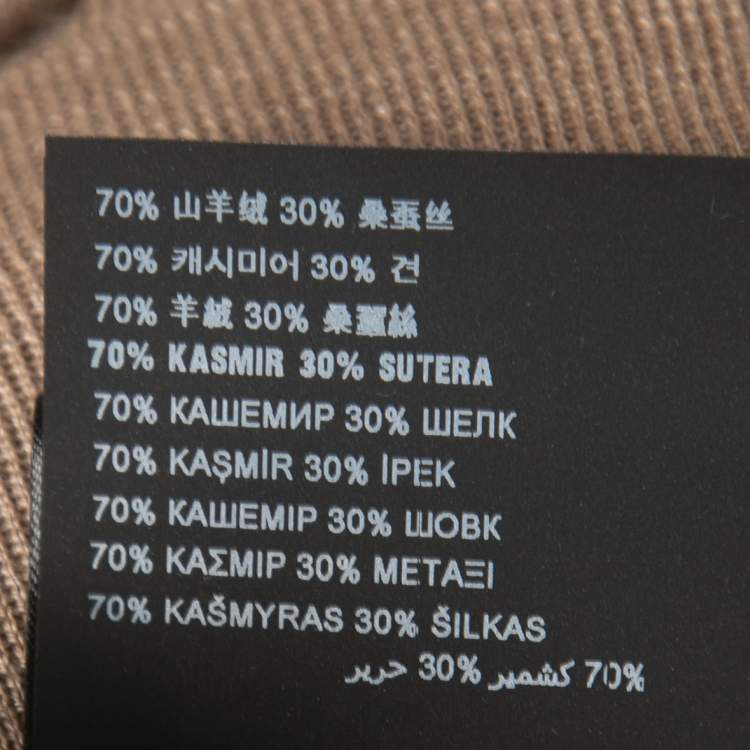 70% 山羊绒 30% 桑蚕丝
70% 캐시미어 30% 견
70% 羊絨 30% 桑蠶絲
70% KASMIR 30% SUTERA
70% КАШЕМИР 30% ШЕЛК
70% KAŞMİR 30% İPEK
70% КАШЕМІР 30% ШОВК
70% ΚΑΣΜΙΡ 30% ΜΕΤΑΞΙ
70% KAŠMYRAS 30% ŠILKAS
70% كشمير 30% حرير